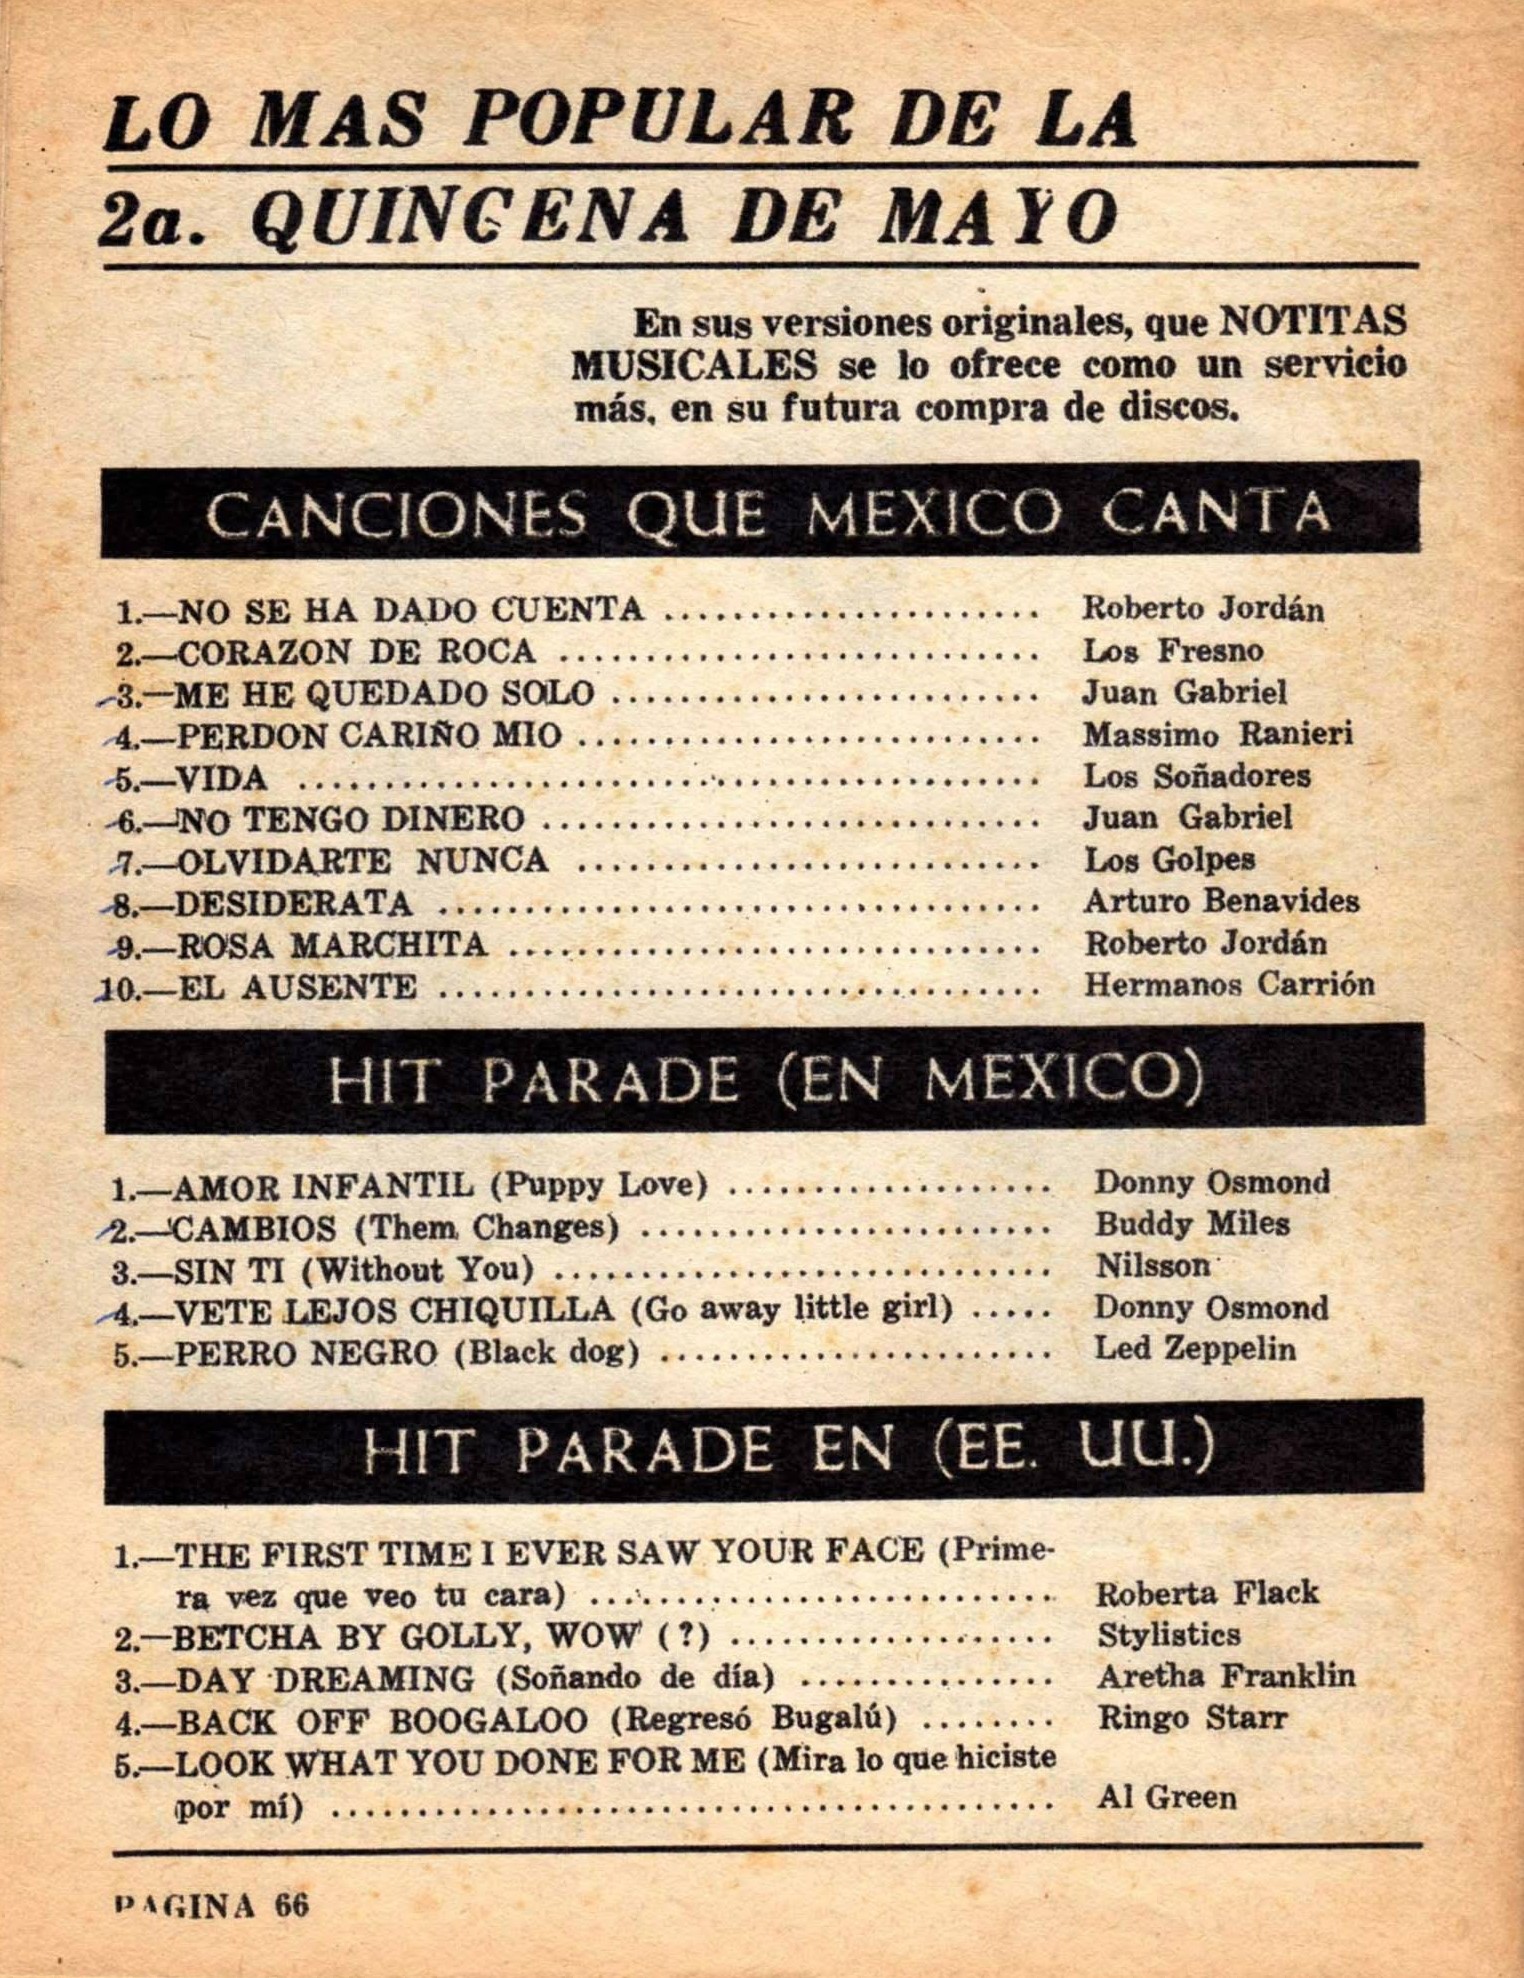 LO MAS POPULAR DE LA
2a. QUINCENA DE MAYO
En sus versiones originales, que NOTITAS
MUSICALES se lo ofrece como un servicio
más, en su futura compra de discos.
CANCIONES QUE MEXICO CANTA
1.—NO SE HA DADO CUENTA ........................ Roberto Jordán
2.—CORAZON DE ROCA .............................. Los Fresno
3.—ME HE QUEDADO SOLO ........................... Juan Gabriel
4.—PERDON CARIÑO MIO ............................ Massimo Ranieri
5.—VIDA ............................................ Los Soñadores
6.—NO TENGO DINERO .............................. Juan Gabriel
7.—OLVIDARTE NUNCA ............................ Los Golpes
8.—DESIDERATA .................................... Arturo Benavides
9.—ROSA MARCHITA ................................ Roberto Jordán
10.—EL AUSENTE .................................... Hermanos Carrión
HIT PARADE (EN MEXICO)
1.—AMOR INFANTIL (Puppy Love) ................... Donny Osmond
2.—CAMBIOS (Them Changes) ........................ Buddy Miles
3.—SIN TI (Without You) ............................. Nilsson
4.—VETE LEJOS CHIQUILLA (Go away little girl) ..... Donny Osmond
5.—PERRO NEGRO (Black dog) ....................... Led Zeppelin
HIT PARADE EN (EE. UU.)
1.—THE FIRST TIME I EVER SAW YOUR FACE (Prime-
ra vez que veo tu cara) ........................... Roberta Flack
2.—BETCHA BY GOLLY, WOW (?) ................... Stylistics
3.—DAY DREAMING (Soñando de día) ............... Aretha Franklin
4.—BACK OFF BOOGALOO (Regresó Bugalú) ........ Ringo Starr
5.—LOOK WHAT YOU DONE FOR ME (Mira lo que hiciste
por mí) .......................................... Al Green
PAGINA 66